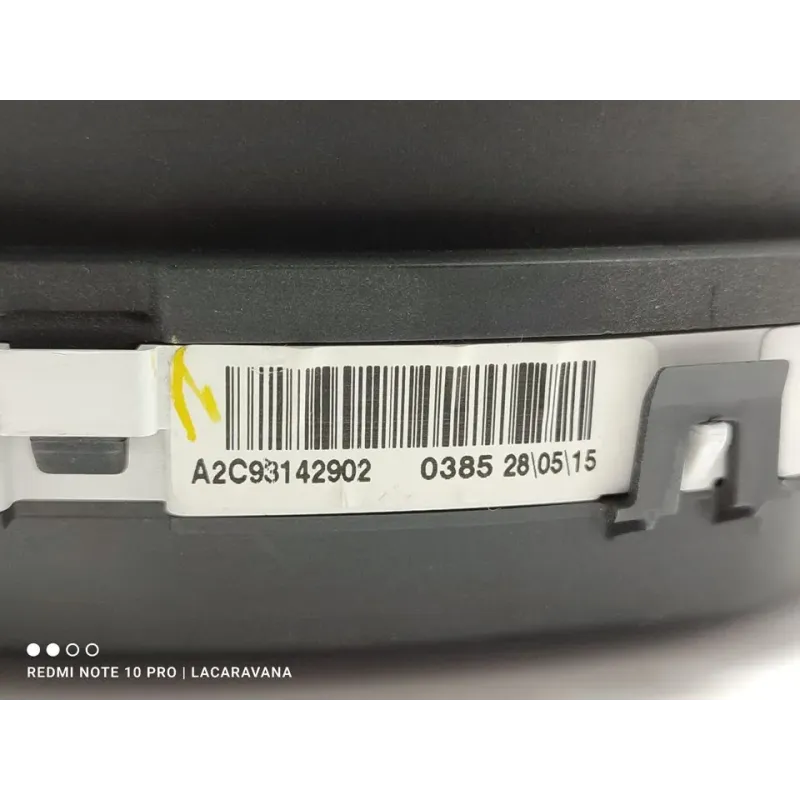 A2C93142902 0385 28\05\15
REDMI NOTE 10 PRO | LACARAVANA